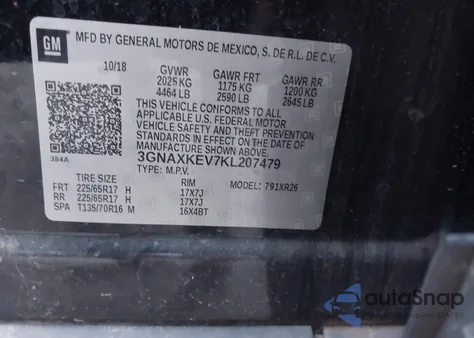 GM
MFD BY GENERAL MOTORS DE MEXICO, S. DE R.L. DE C.V.
10/18 GVWR GAWR FRT GAWR RR
2025 KG 1175 KG 1200 KG
4464 LB 2590 LB 2645 LB
THIS VEHICLE CONFORMS TO ALL
APPLICABLE U.S. FEDERAL MOTOR
VEHICLE SAFETY AND THEFT PREVENTION
STANDARDS IN EFFECT ON THE DATE OF
MANUFACTURE SHOWN ABOVE.
394A
3GNAXKEV7KL207479
TYPE: M.P.V. MODEL: 791XR26
TIRE SIZE RIM
FRT 225/65R17 H 17X7J
RR 225/65R17 H 17X7J
SPA T135/70R16 M 16X4BT
autoSnap